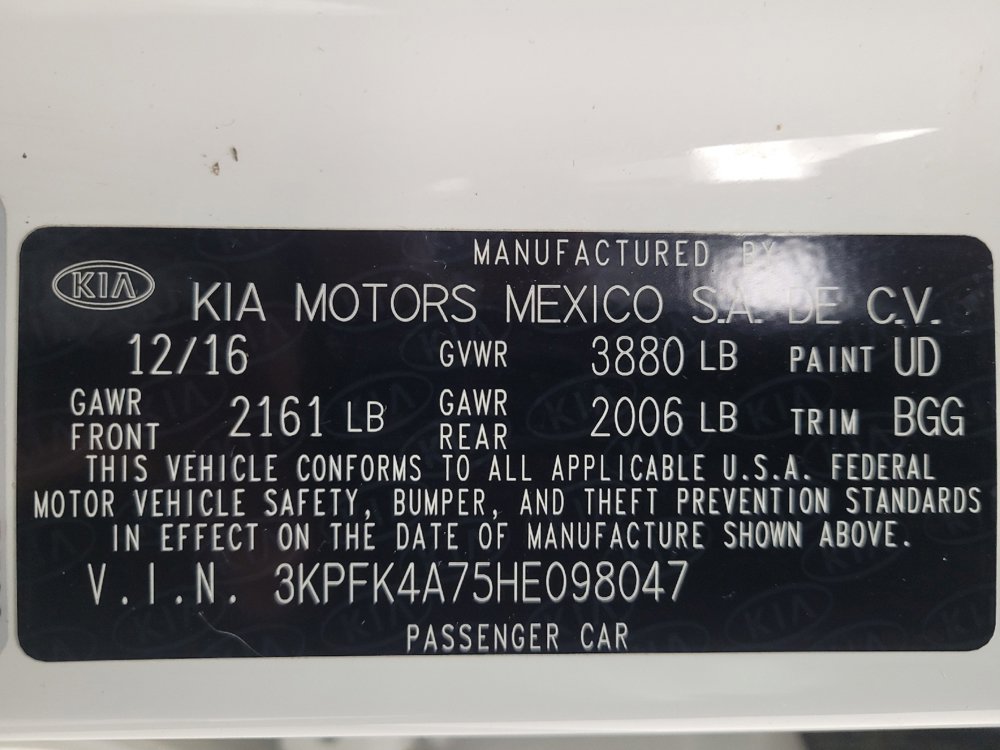 MANUFACTURED BY
KIA
KIA MOTORS MEXICO S.A. DE C.V.
12/16 GVWR 3880 LB PAINT UD
GAWR FRONT 2161 LB GAWR REAR 2006 LB TRIM BGG
THIS VEHICLE CONFORMS TO ALL APPLICABLE U.S.A. FEDERAL
MOTOR VEHICLE SAFETY, BUMPER, AND THEFT PREVENTION STANDARDS
IN EFFECT ON THE DATE OF MANUFACTURE SHOWN ABOVE.
V.I.N. 3KPFK4A75HE098047
PASSENGER CAR